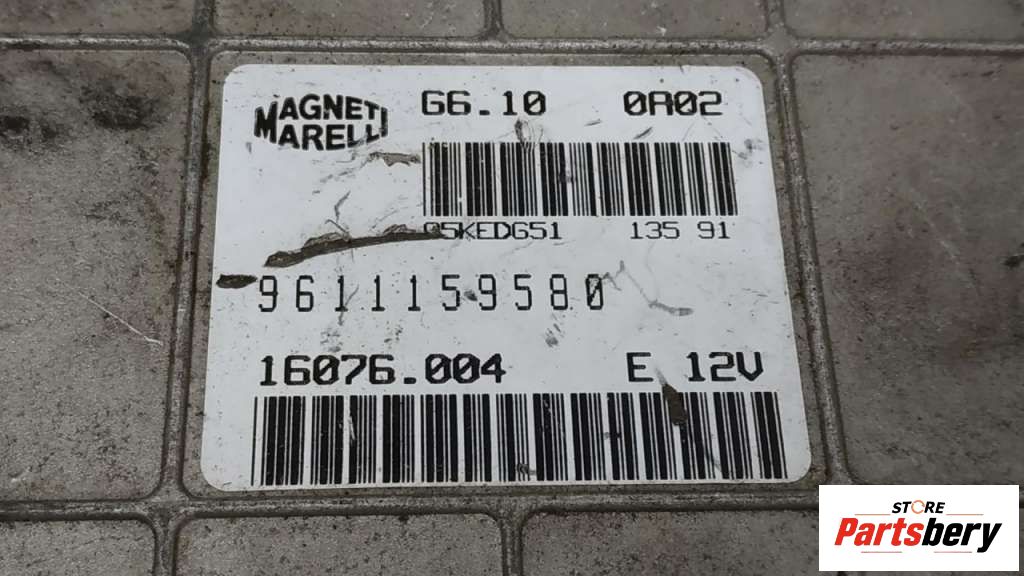 MAGNETI
MARELLI
G6.10 0A02
05KEDG51 135 91
9611159580
16076.004 E 12V
STORE
Partsbery